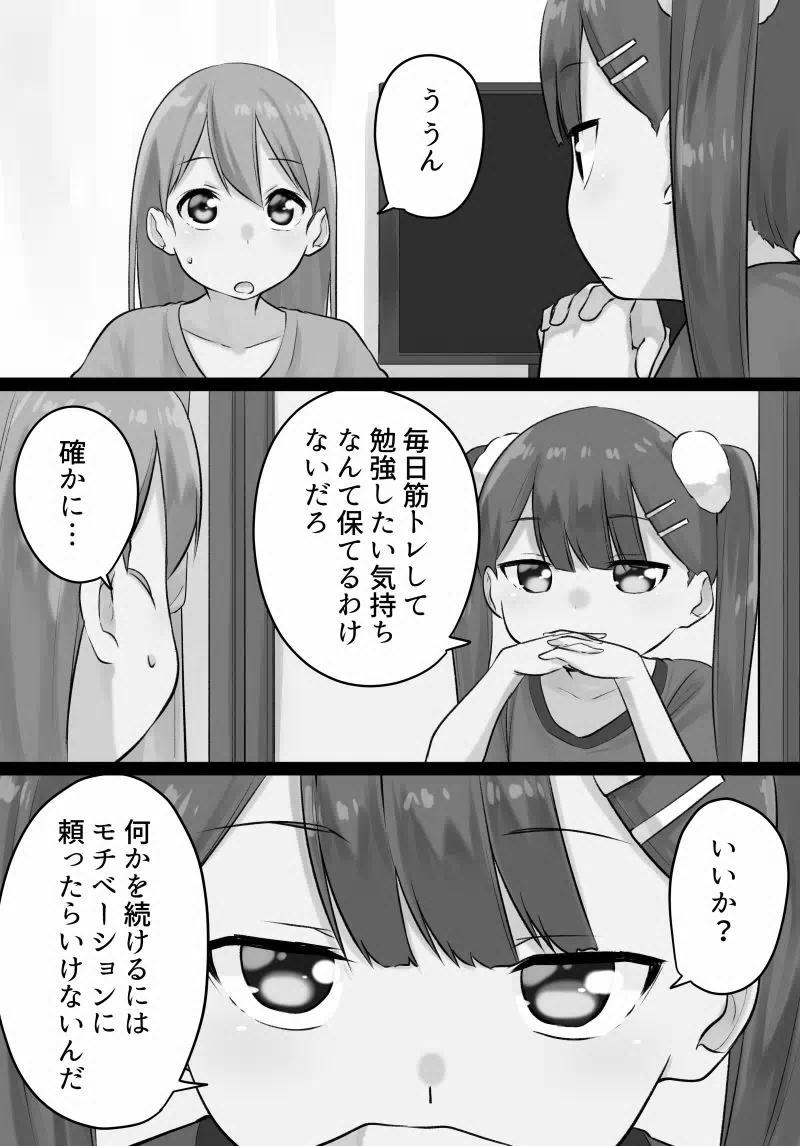 ううん
毎日筋トレして
勉強したい気持ち
なんて保てるわけ
ないだろ
確かに…
いいか？
何かを続けるには
モチベーションに
頼ったらいけないんだ